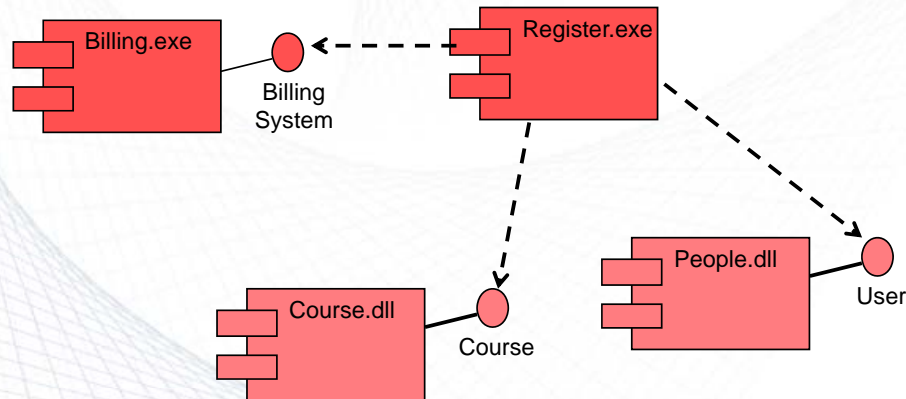 Billing.exe
Register.exe
Billing
System
Course.dll
Course
People.dll
User